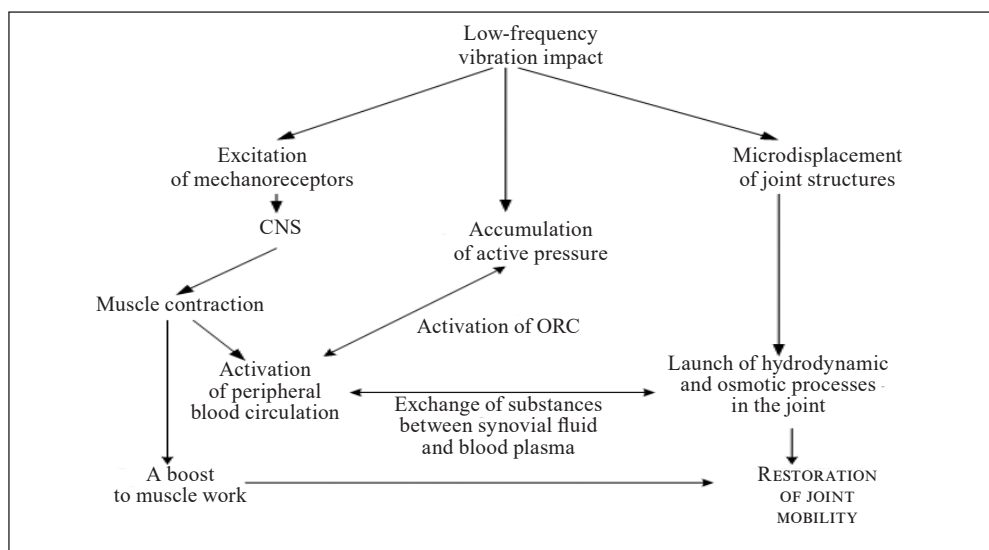 Low-frequency
vibration impact
Excitation
of mechanoreceptors
Microdisplacement
of joint structures
CNS
Accumulation
of active pressure
Muscle contraction
Activation of ORC
Activation
of peripheral
blood circulation
Launch of hydrodynamic
and osmotic processes
in the joint
Exchange of substances
between synovial fluid
and blood plasma
A boost
to muscle work
RESTORATION
OF JOINT
MOBILITY